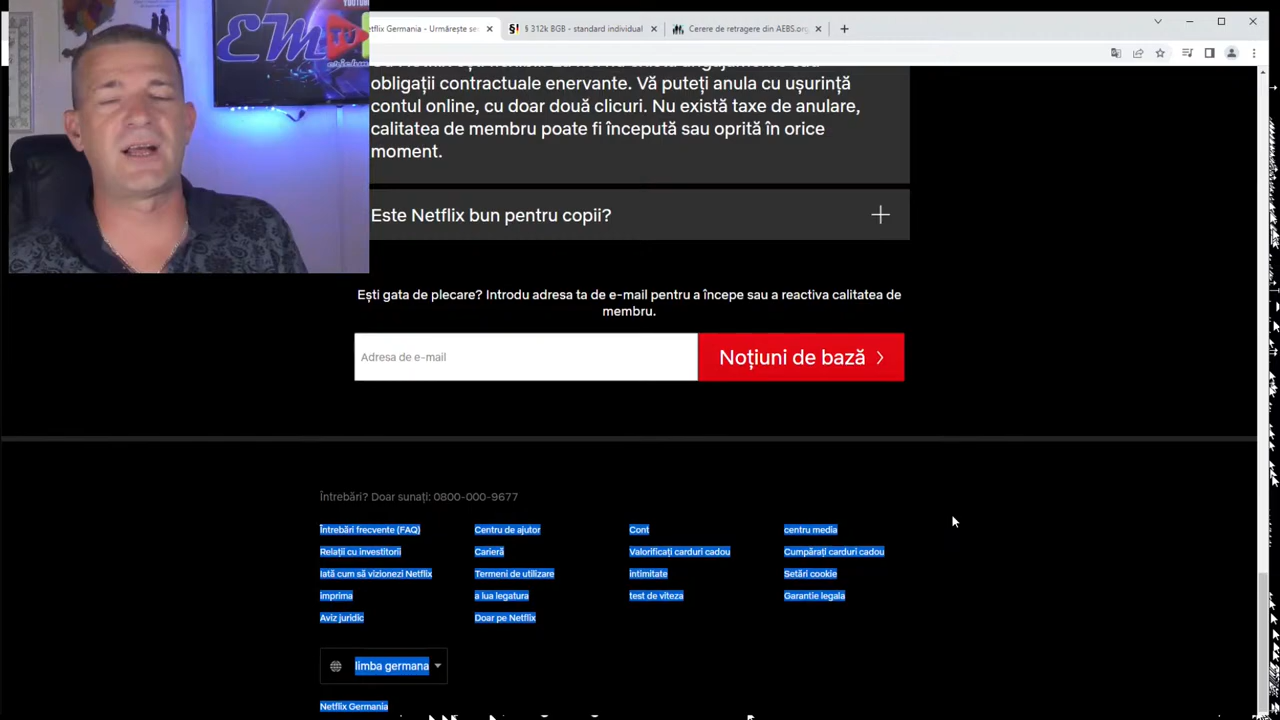 YOUTUBE
EM
TV
etflix Germania - Urmărește se
§ 312k BGB - standard individual
Cerere de retragere din AEBS.org
obligații contractuale enervante. Vă puteți anula cu ușurință
contul online, cu doar două clicuri. Nu există taxe de anulare,
calitatea de membru poate fi începută sau oprită în orice
moment.
Este Netflix bun pentru copii?
Ești gata de plecare? Introdu adresa ta de e-mail pentru a începe sau a reactiva calitatea de
membru.
Adresa de e-mail
Noțiuni de bază
Întrebări? Doar sunați: 0800-000-9677
Întrebări frecvente (FAQ) Centru de ajutor Cont centru media
Relații cu investitorii Carieră Valorificați carduri cadou Cumpărați carduri cadou
Iată cum să vizionezi Netflix Termeni de utilizare intimitate Setări cookie
imprima a lua legatura test de viteza Garantie legala
Aviz juridic Doar pe Netflix
limba germana
Netflix Germania